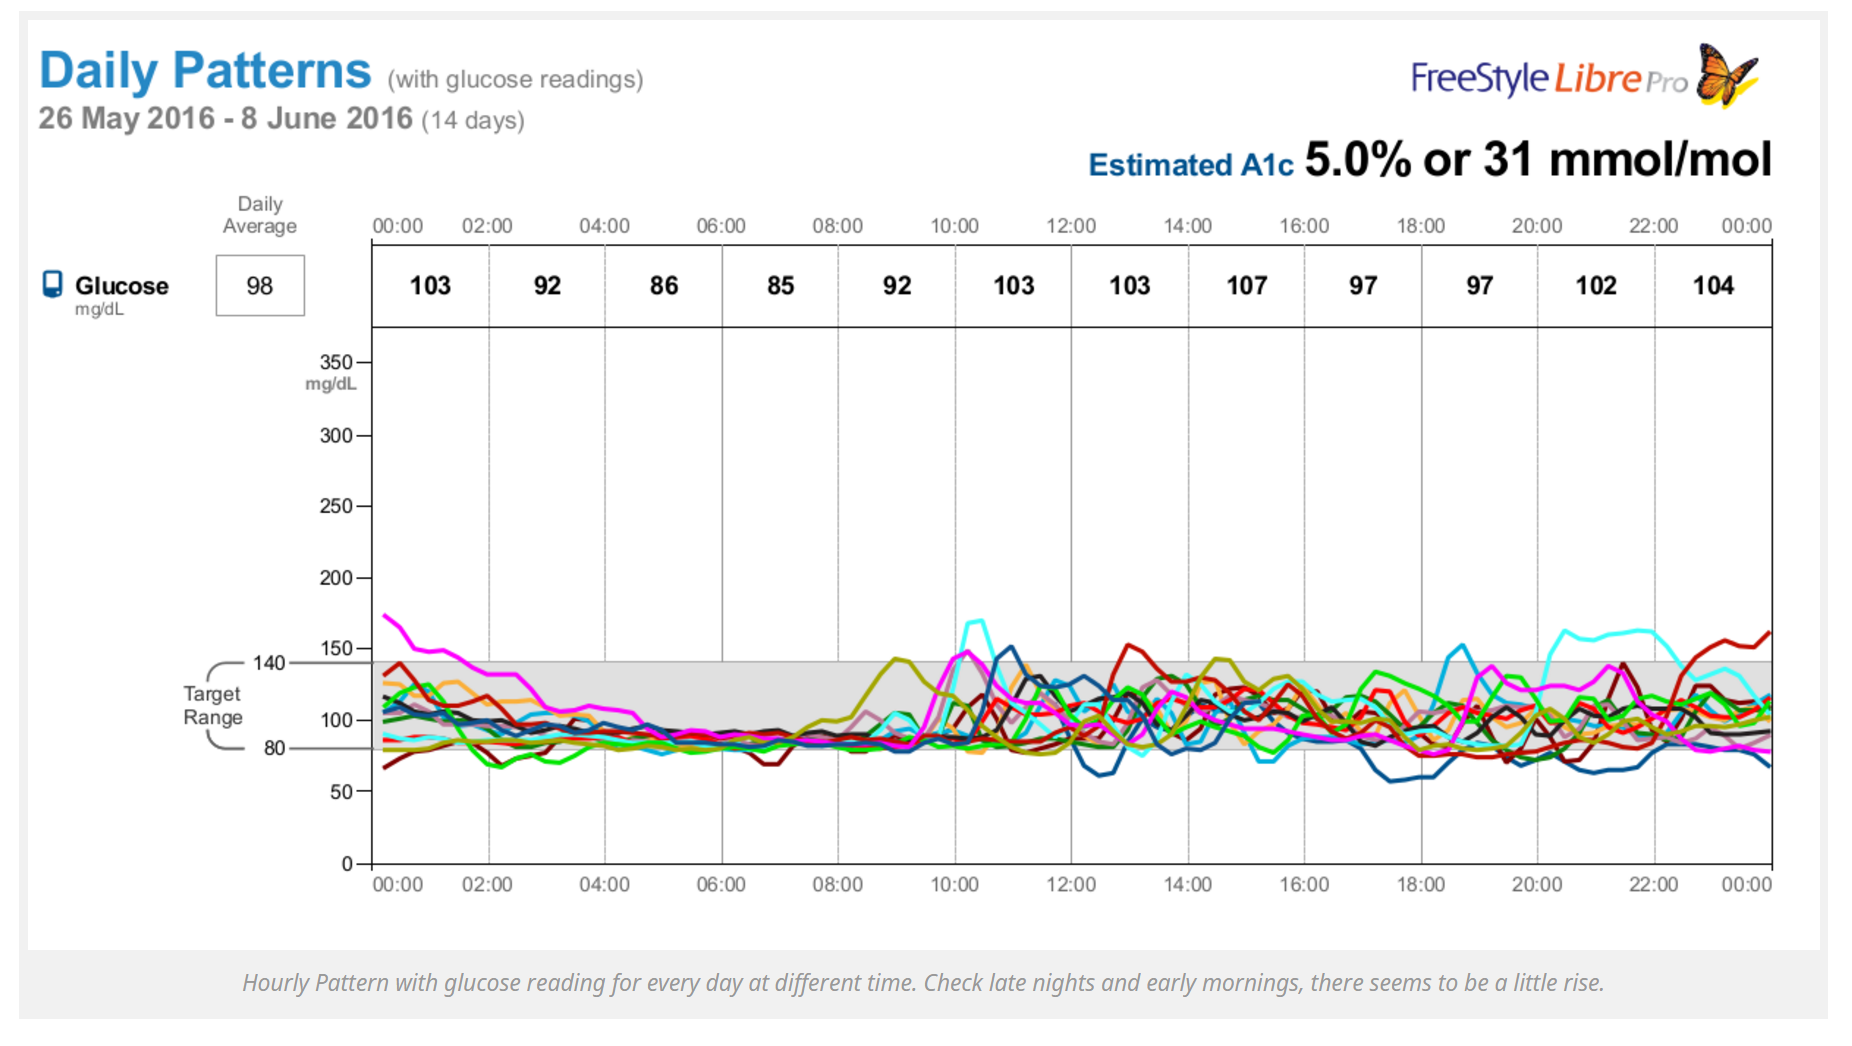 Daily Patterns (with glucose readings)
26 May 2016 - 8 June 2016 (14 days)
FreeStyle Libre Pro
Estimated A1c 5.0% or 31 mmol/mol
Daily
Average
00:00 02:00 04:00 06:00 08:00 10:00 12:00 14:00 16:00 18:00 20:00 22:00 00:00
Glucose 98 103 92 86 85 92 103 103 107 97 97 102 104
mg/dL
350
mg/dL
300
250
200
150
140
Target
Range
100
80
50
0
00:00 02:00 04:00 06:00 08:00 10:00 12:00 14:00 16:00 18:00 20:00 22:00 00:00
Hourly Pattern with glucose reading for every day at different time. Check late nights and early mornings, there seems to be a little rise.